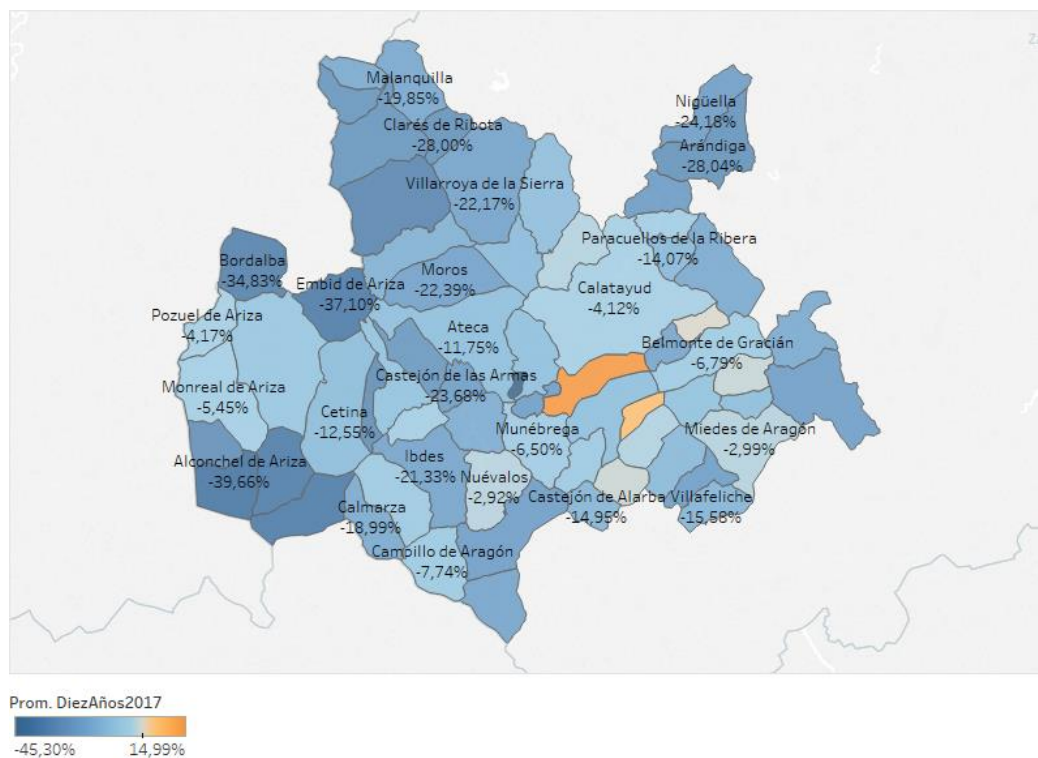 Malanquilla
-19,85%
Nigüella
-24,18%
Clarés de Ribota
-28,00%
Arándiga
-28,04%
Villarroya de la Sierra
-22,17%
Paracuellos de la Ribera
-14,07%
Bordalba
-34,83%
Embid de Ariza
-37,10%
Moros
-22,39%
Calatayud
-4,12%
Pozuel de Ariza
-4,17%
Ateca
-11,75%
Belmonte de Gracián
-6,79%
Monreal de Ariza
-5,45%
Castejón de las Armas
-23,68%
Cetina
-12,55%
Munébrega
-6,50%
Miedes de Aragón
-2,99%
Alconchel de Ariza
-39,66%
Ibdes
-21,33%
Nuévalos
-2,92%
Castejón de Alarba
-14,95%
Villafeliche
-15,58%
Calmarza
-18,99%
Campillo de Aragón
-7,74%
Prom. DiezAños2017
-45,30% 14,99%